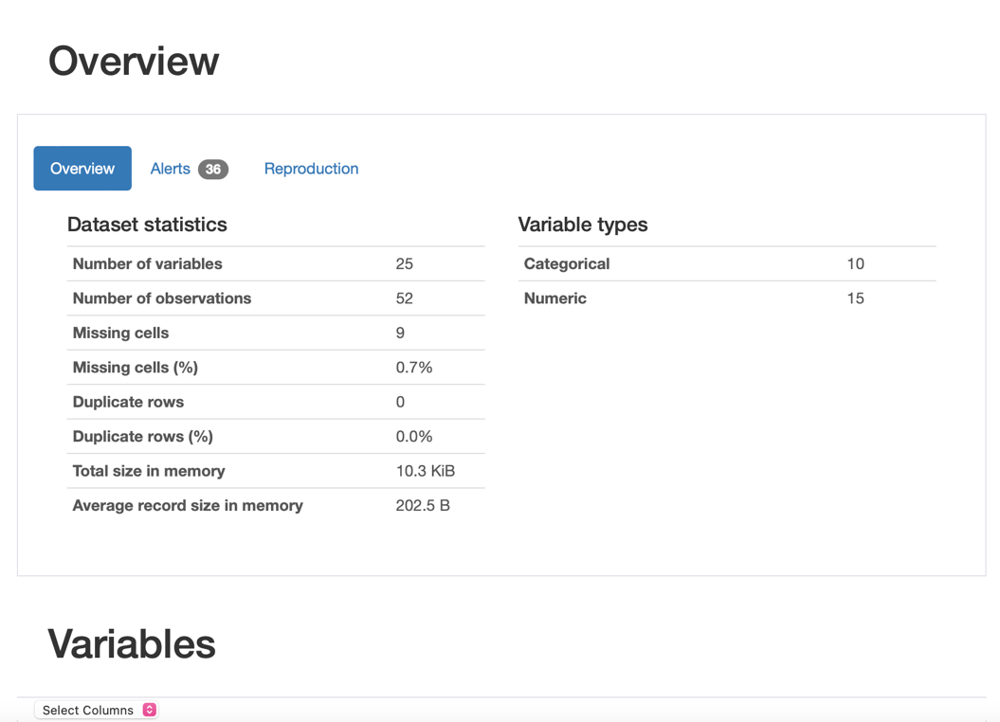 Overview
Overview Alerts 36 Reproduction
Dataset statistics
Number of variables 25
Number of observations 52
Missing cells 9
Missing cells (%) 0.7%
Duplicate rows 0
Duplicate rows (%) 0.0%
Total size in memory 10.3 KiB
Average record size in memory 202.5 B
Variable types
Categorical 10
Numeric 15
Variables
Select Columns